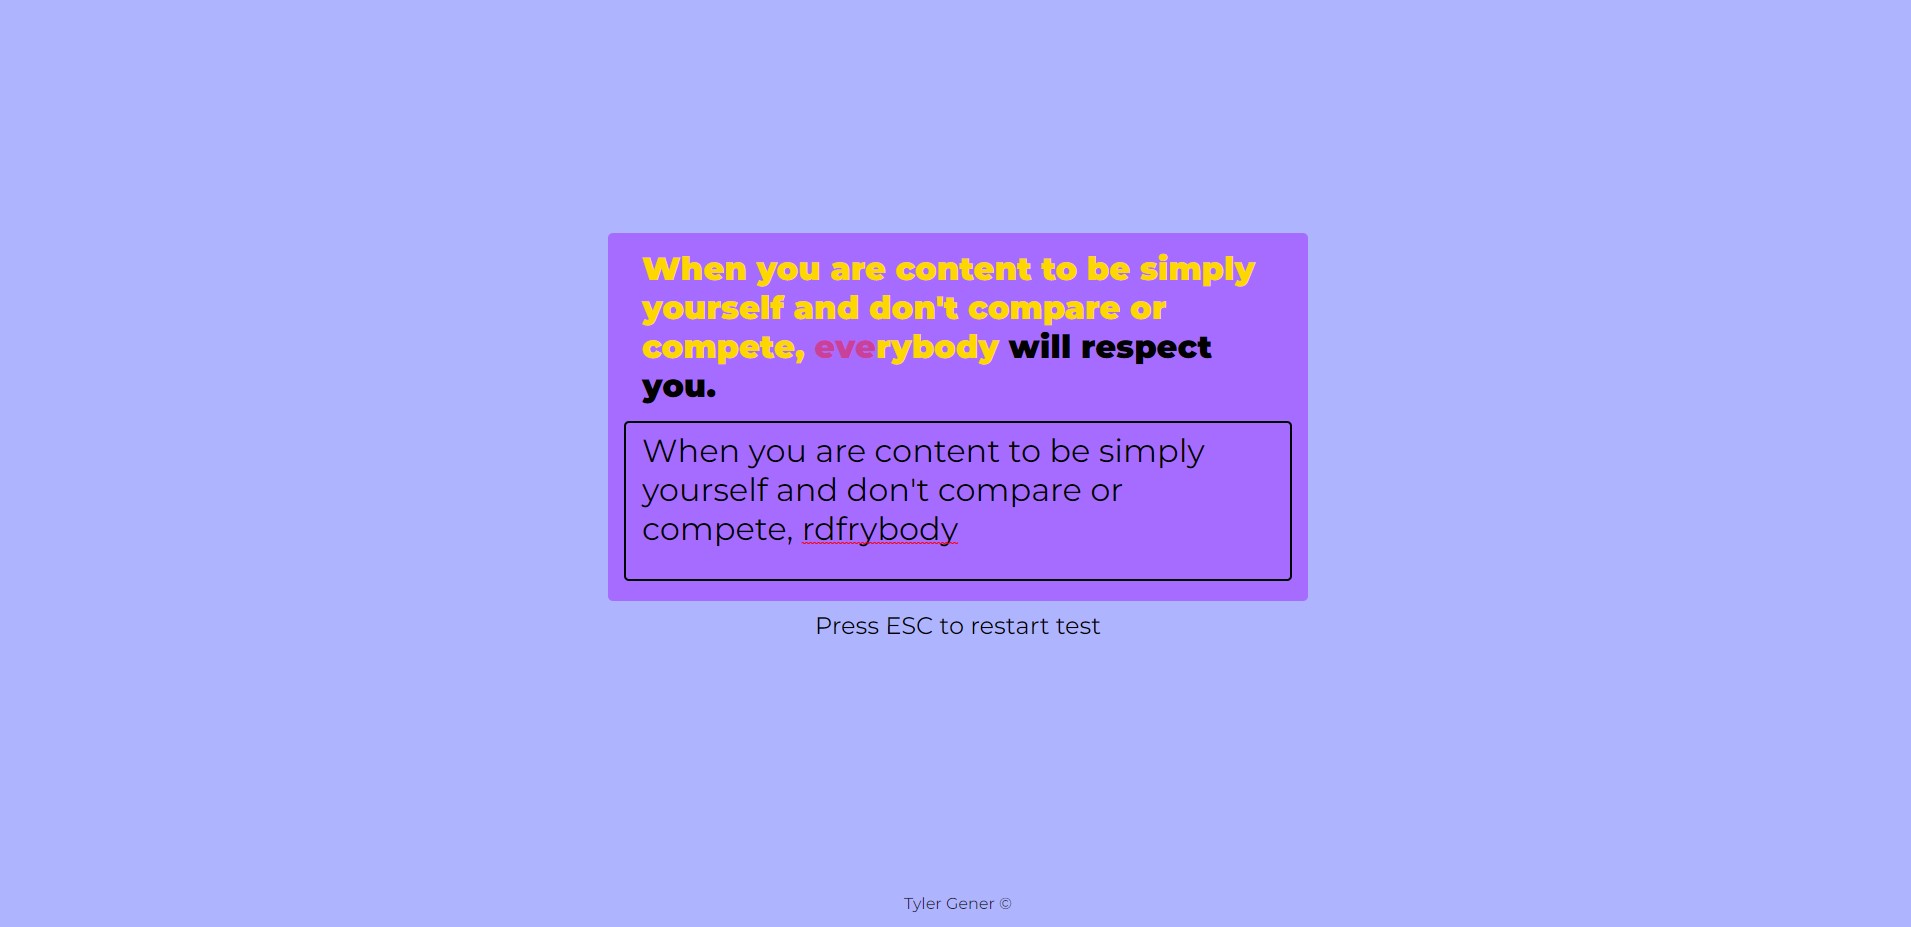 When you are content to be simply
yourself and don't compare or
compete, everybody will respect
you.
When you are content to be simply
yourself and don't compare or
compete, rdfrybody
Press ESC to restart test
Tyler Gener ©